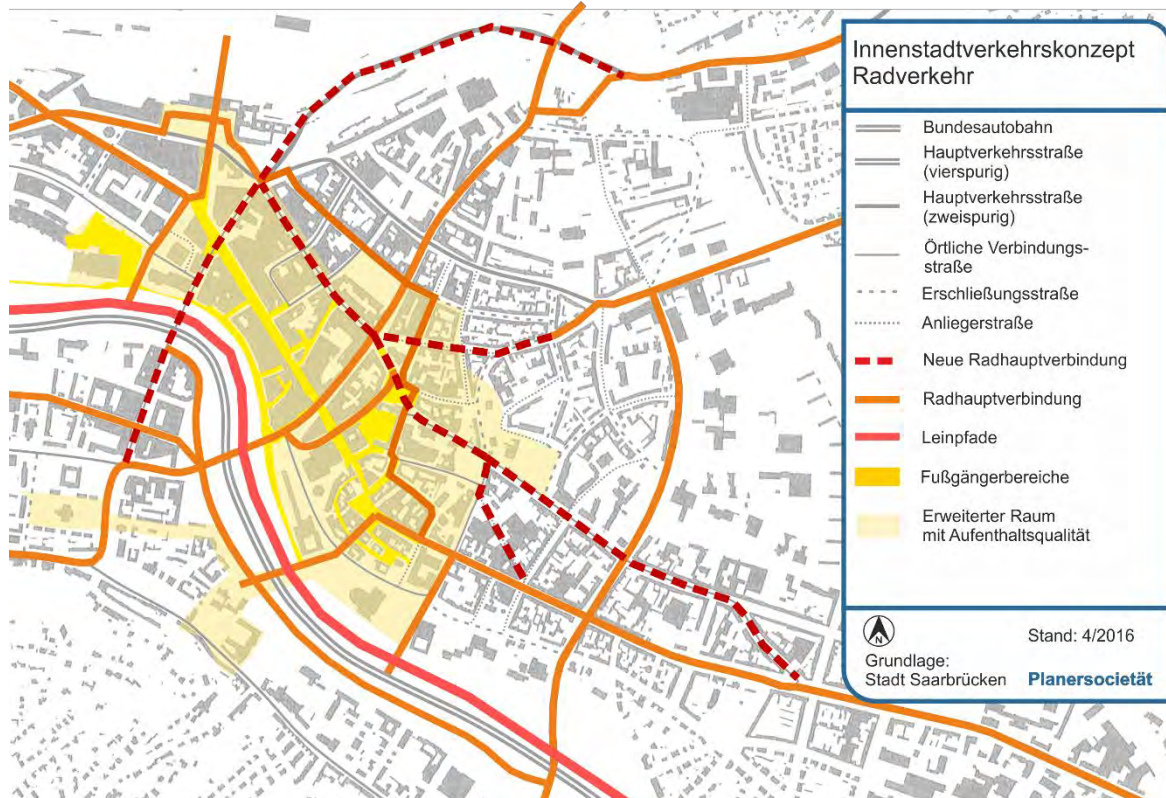 Innenstadtverkehrskonzept
Radverkehr
Bundesautobahn
Hauptverkehrsstraße
(vierspurig)
Hauptverkehrsstraße
(zweispurig)
Örtliche Verbindungs-
straße
Erschließungsstraße
Anliegerstraße
Neue Radhauptverbindung
Radhauptverbindung
Leinpfade
Fußgängerbereiche
Erweiterter Raum
mit Aufenthaltsqualität
N
Stand: 4/2016
Grundlage:
Stadt Saarbrücken
Planersocietät